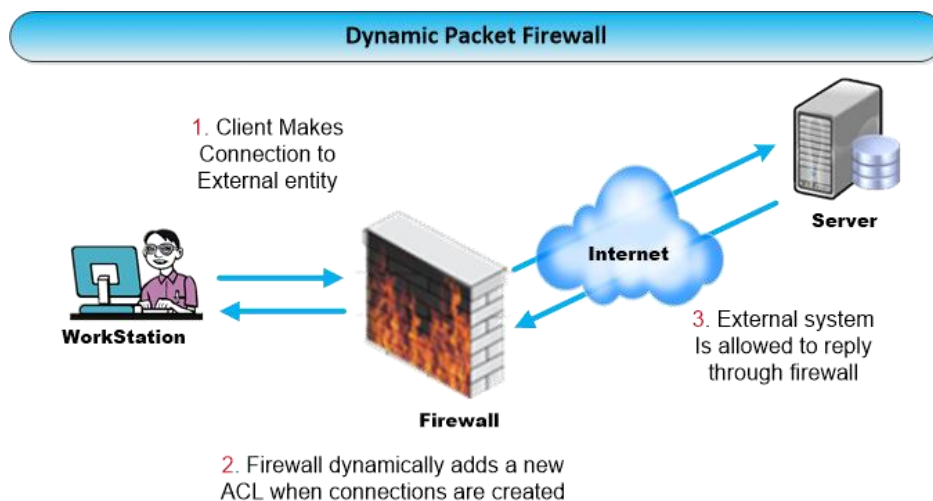 Dynamic Packet Firewall
1. Client Makes
Connection to
External entity
Server
Internet
WorkStation
3. External system
Is allowed to reply
through firewall
Firewall
2. Firewall dynamically adds a new
ACL when connections are created